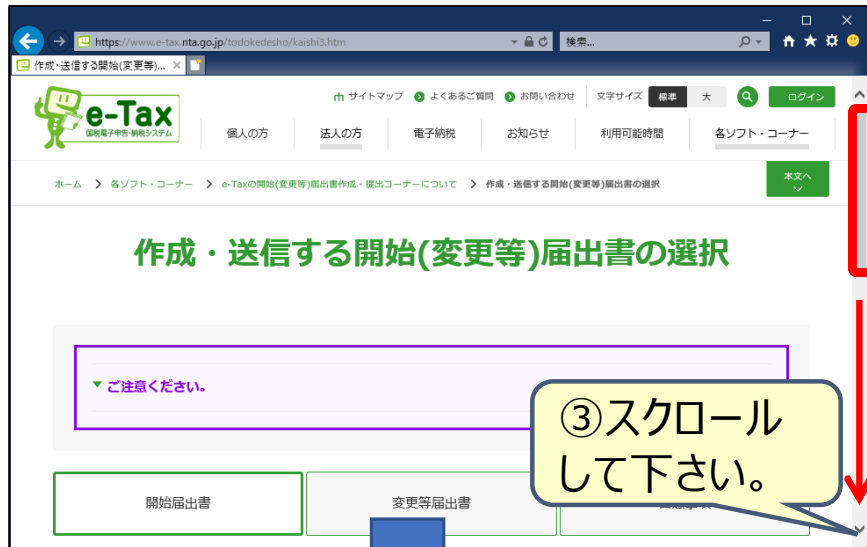 https://www.e-tax.nta.go.jp/todokedesho/kaishi3.htm
検索...
作成・送信する開始(変更等)...
e-Tax
国税電子申告・納税システム
サイトマップ よくあるご質問 お問い合わせ 文字サイズ 標準 大 ログイン
個人の方 法人の方 電子納税 お知らせ 利用可能時間 各ソフト・コーナー
ホーム 各ソフト・コーナー e-Taxの開始(変更等)届出書作成・提出コーナーについて 作成・送信する開始(変更等)届出書の選択
本文へ
作成・送信する開始(変更等)届出書の選択
ご注意ください。
③スクロール
して下さい。
開始届出書 変更等届出書